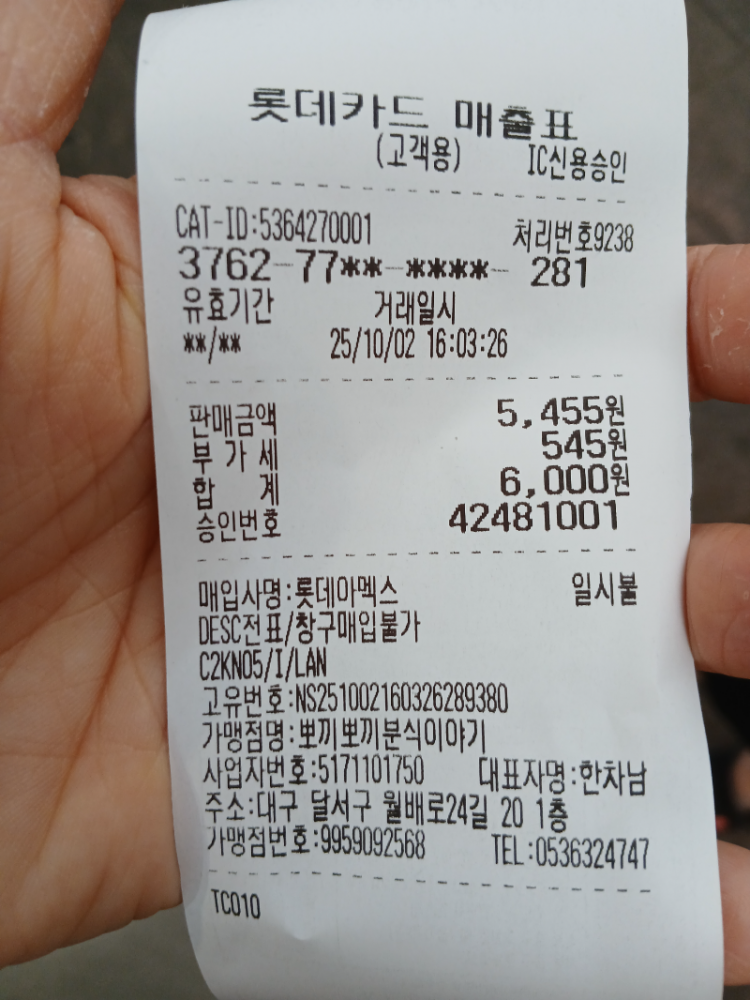 롯데카드 매출표
(고객용) IC신용승인
CAT-ID:5364270001 처리번호9238
3762-77**-****- 281
유효기간 거래일시
**/** 25/10/02 16:03:26
판매금액 5,455원
부 가 세 545원
합 계 6,000원
승인번호 42481001
매입사명:롯데아멕스 일시불
DESC전표/창구매입불가
C2KN05/I/LAN
고유번호:NS251002160326289380
가맹점명:뽀끼뽀끼분식이야기
사업자번호:5171101750 대표자명:한차남
주소:대구 달서구 월배로24길 20 1층
가맹점번호:9959092568 TEL:0536324747
TC010